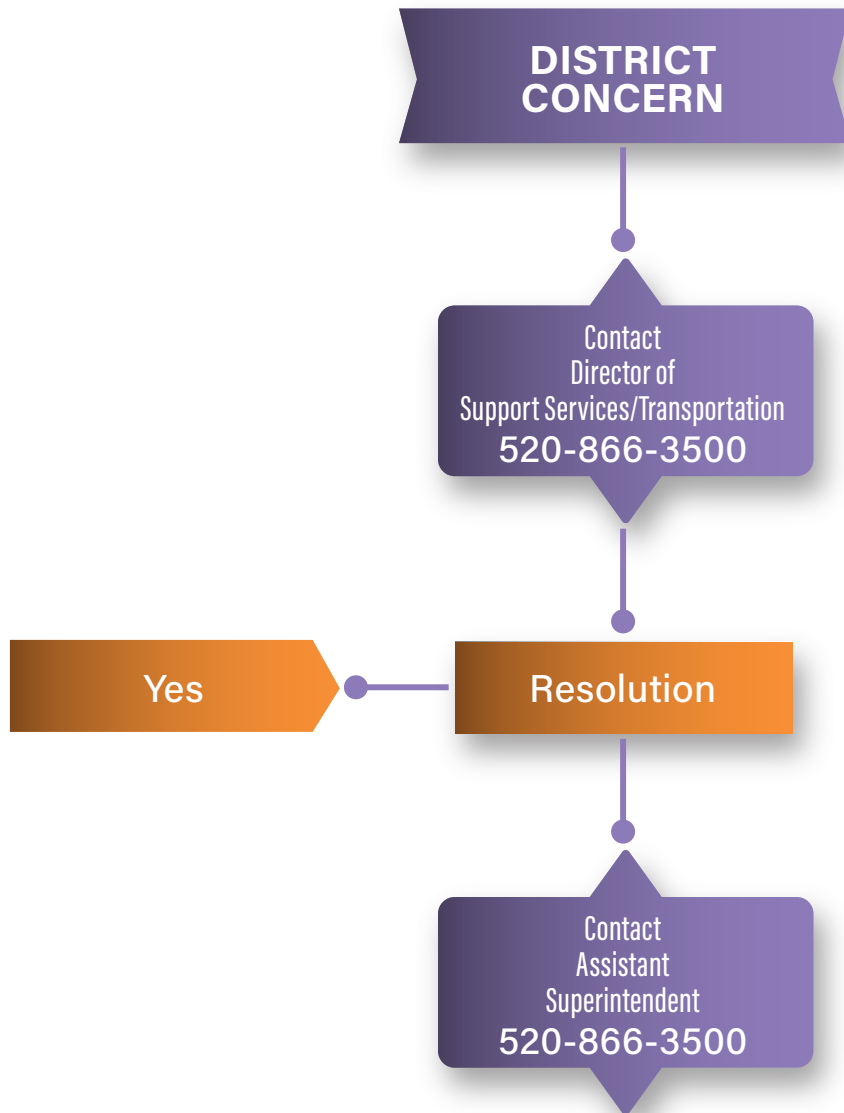 DISTRICT
CONCERN
Contact
Director of
Support Services/Transportation
520-866-3500
Yes
Resolution
Contact
Assistant
Superintendent
520-866-3500